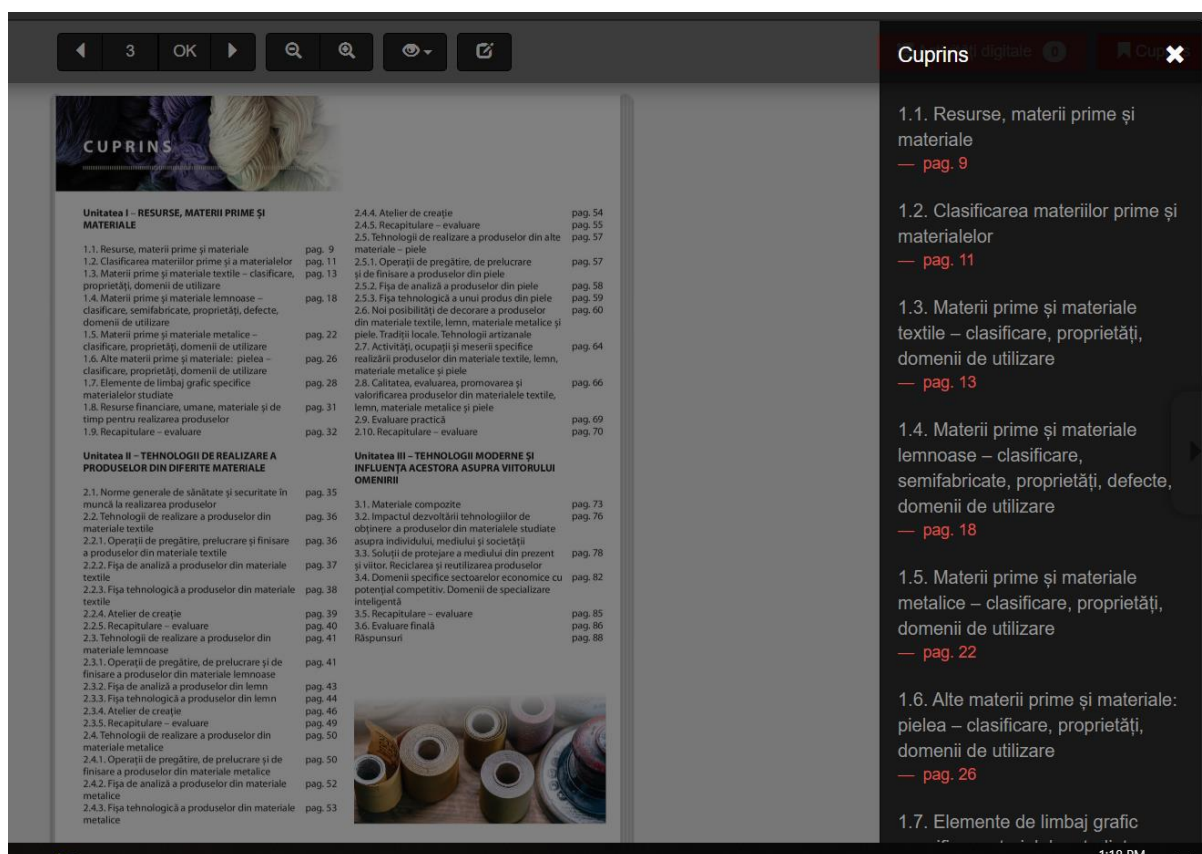 3
OK
CUPRINS
Unitatea I – RESURSE, MATERII PRIME ȘI
MATERIALE
1.1. Resurse, materii prime și materiale pag. 9
1.2. Clasificarea materiilor prime și a materialelor pag. 11
1.3. Materii prime și materiale textile – clasificare, pag. 13
proprietăți, domenii de utilizare
1.4. Materii prime și materiale lemnoase – pag. 18
clasificare, semifabricate, proprietăți, defecte,
domenii de utilizare
1.5. Materii prime și materiale metalice – pag. 22
clasificare, proprietăți, domenii de utilizare
1.6. Alte materii prime și materiale: pielea – pag. 26
clasificare, proprietăți, domenii de utilizare
1.7. Elemente de limbaj grafic specifice pag. 28
materialelor studiate
1.8. Resurse financiare, umane, materiale și de pag. 31
timp pentru realizarea produselor
1.9. Recapitulare – evaluare pag. 32
Unitatea II – TEHNOLOGII DE REALIZARE A
PRODUSELOR DIN DIFERITE MATERIALE
2.1. Norme generale de sănătate și securitate în pag. 35
muncă la realizarea produselor
2.2. Tehnologii de realizare a produselor din pag. 36
materiale textile
2.2.1. Operații de pregătire, prelucrare și finisare pag. 36
a produselor din materiale textile
2.2.2. Fișa de analiză a produselor din materiale pag. 37
textile
2.2.3. Fișa tehnologică a produselor din materiale pag. 38
textile
2.2.4. Atelier de creație pag. 39
2.2.5. Recapitulare – evaluare pag. 40
2.3. Tehnologii de realizare a produselor din pag. 41
materiale lemnoase
2.3.1. Operații de pregătire, de prelucrare și de pag. 41
finisare a produselor din materiale lemnoase
2.3.2. Fișa de analiză a produselor din lemn pag. 43
2.3.3. Fișa tehnologică a produselor din lemn pag. 44
2.3.4. Atelier de creație pag. 46
2.3.5. Recapitulare – evaluare pag. 49
2.4. Tehnologii de realizare a produselor din pag. 50
materiale metalice
2.4.1. Operații de pregătire, de prelucrare și de pag. 50
finisare a produselor din materiale metalice
2.4.2. Fișa de analiză a produselor din materiale pag. 52
metalice
2.4.3. Fișa tehnologică a produselor din materiale pag. 53
metalice
2.4.4. Atelier de creație pag. 54
2.4.5. Recapitulare – evaluare pag. 55
2.5. Tehnologii de realizare a produselor din alte pag. 57
materiale – piele
2.5.1. Operații de pregătire, de prelucrare pag. 57
și de finisare a produselor din piele
2.5.2. Fișa de analiză a produselor din piele pag. 58
2.5.3. Fișa tehnologică a unui produs din piele pag. 59
2.6. Noi posibilități de decorare a produselor pag. 60
din materiale textile, lemn, materiale metalice și
piele. Tradiții locale. Tehnologii artizanale
2.7. Activități, ocupații și meserii specifice pag. 64
realizării produselor din materiale textile, lemn,
materiale metalice și piele
2.8. Calitatea, evaluarea, promovarea și pag. 66
valorificarea produselor din materialele textile,
lemn, materiale metalice și piele
2.9. Evaluare practică pag. 69
2.10. Recapitulare – evaluare pag. 70
Unitatea III – TEHNOLOGII MODERNE ȘI
INFLUENȚA ACESTORA ASUPRA VIITORULUI
OMENIRII
3.1. Materiale compozite pag. 73
3.2. Impactul dezvoltării tehnologiilor de pag. 76
obținere a produselor din materialele studiate
asupra individului, mediului și societății
3.3. Soluții de protejare a mediului din prezent pag. 78
și viitor. Reciclarea și reutilizarea produselor
3.4. Domenii specifice sectoarelor economice cu pag. 82
potențial competitiv. Domenii de specializare
inteligentă
3.5. Recapitulare – evaluare pag. 85
3.6. Evaluare finală pag. 86
Răspunsuri pag. 88
Cuprins
digitale 0
1.1. Resurse, materii prime și
materiale
— pag. 9
1.2. Clasificarea materiilor prime și
materialelor
— pag. 11
1.3. Materii prime și materiale
textile – clasificare, proprietăți,
domenii de utilizare
— pag. 13
1.4. Materii prime și materiale
lemnoase – clasificare,
semifabricate, proprietăți, defecte,
domenii de utilizare
— pag. 18
1.5. Materii prime și materiale
metalice – clasificare, proprietăți,
domenii de utilizare
— pag. 22
1.6. Alte materii prime și materiale:
pielea – clasificare, proprietăți,
domenii de utilizare
— pag. 26
1.7. Elemente de limbaj grafic